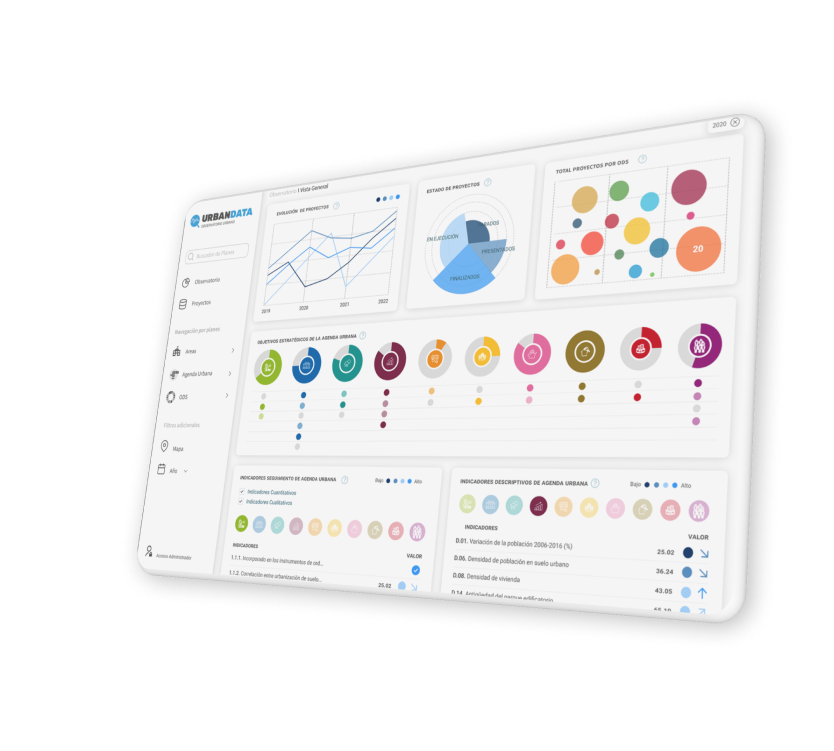 2020
URBANDATA
OBSERVATORIO URBANO
Buscador de Planes
Observatorio
Proyectos
Navegación por planes
Areas
Agenda Urbana
ODS
Filtros adicionales
Mapa
Año
Acceso Administrador
Observatorio I Vista General
EVOLUCIÓN DE PROYECTOS
2019 2020 2021 2022
ESTADO DE PROYECTOS
EN EJECUCIÓN
PRESENTADOS
FINALIZADOS
TOTAL PROYECTOS POR ODS
20
OBJETIVOS ESTRATÉGICOS DE LA AGENDA URBANA
INDICADORES SEGUIMIENTO DE AGENDA URBANA
Bajo Alto
Indicadores Cuantitativos
Indicadores Cualitativos
INDICADORES VALOR
1.1.1. Incorporado en los instrumentos de ord...
1.1.2. Correlación entre urbanización de suelo... 25.02
INDICADORES DESCRIPTIVOS DE AGENDA URBANA
Bajo Alto
INDICADORES VALOR
D.01. Variación de la población 2006-2016 (%) 25.02
D.06. Densidad de población en suelo urbano 36.24
D.08. Densidad de vivienda 43.05
D.14. Antigüedad del parque edificatorio